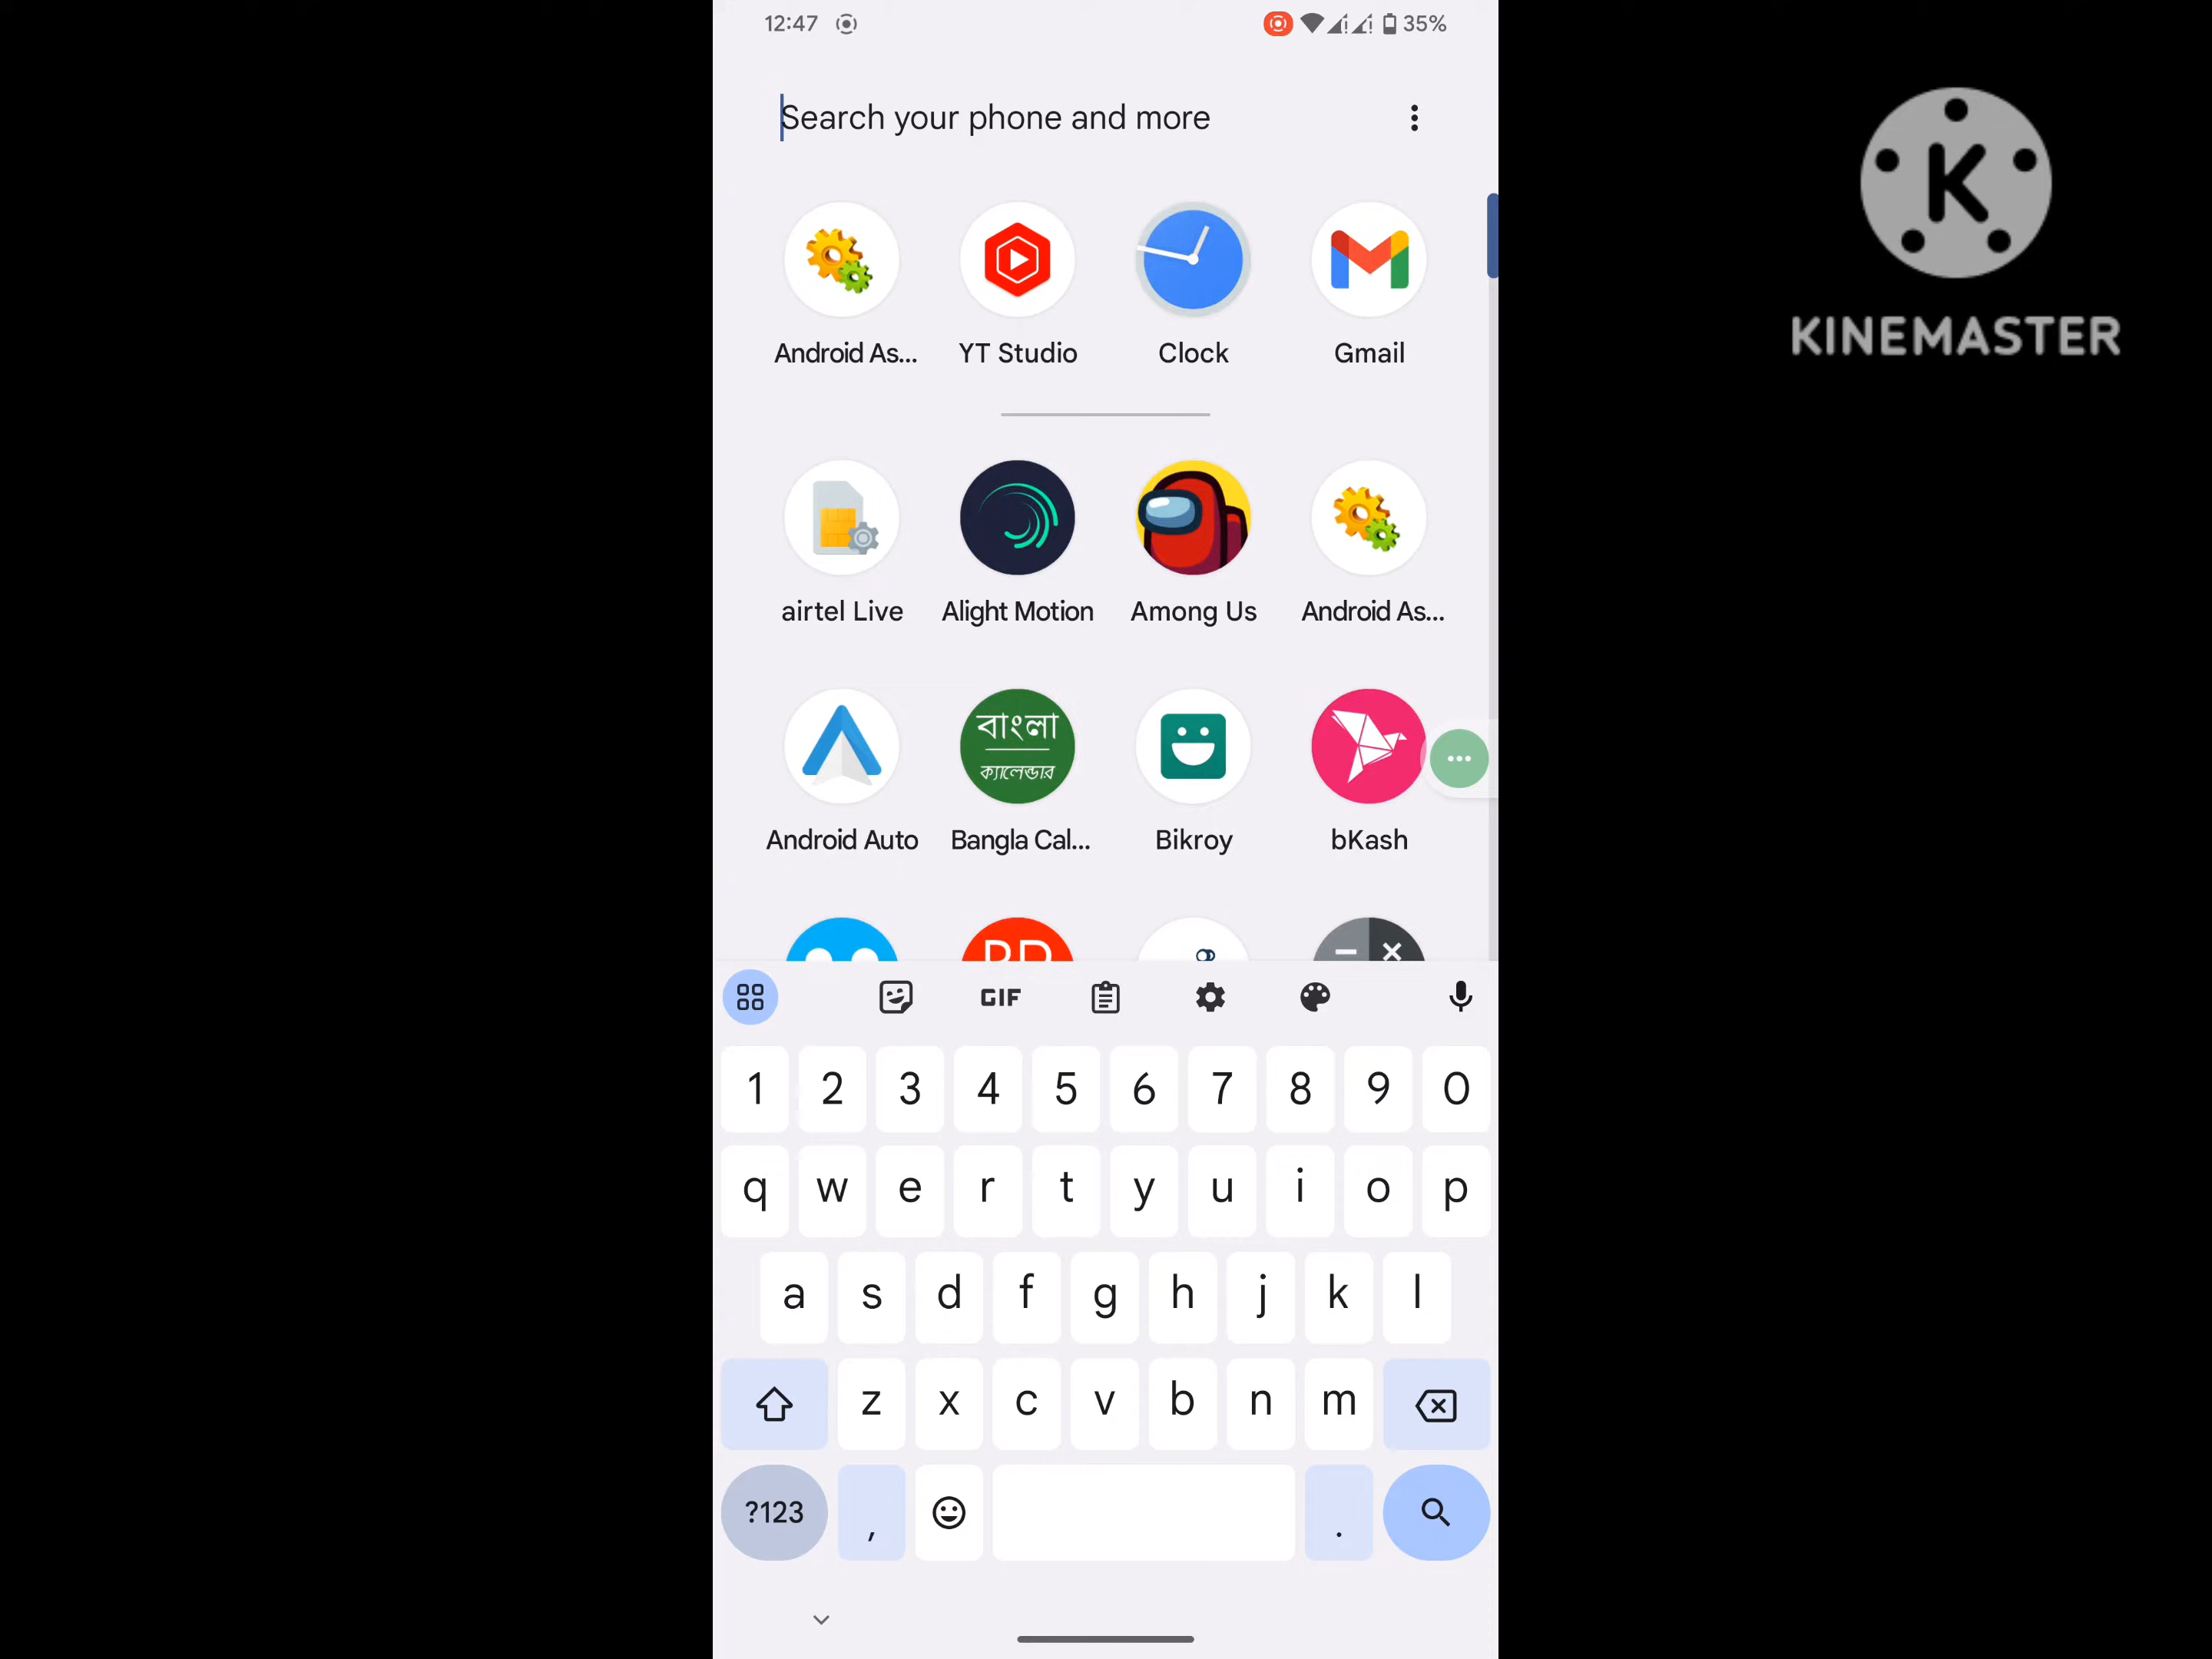 12:47
35%
Search your phone and more
Android As...
YT Studio
Clock
Gmail
airtel Live
Alight Motion
Among Us
Android As...
বাংলা
ক্যালেন্ডার
Android Auto
Bangla Cal...
Bikroy
bKash
GIF
1 2 3 4 5 6 7 8 9 0
q w e r t y u i o p
a s d f g h j k l
z x c v b n m
?123 , .
K
KINEMASTER